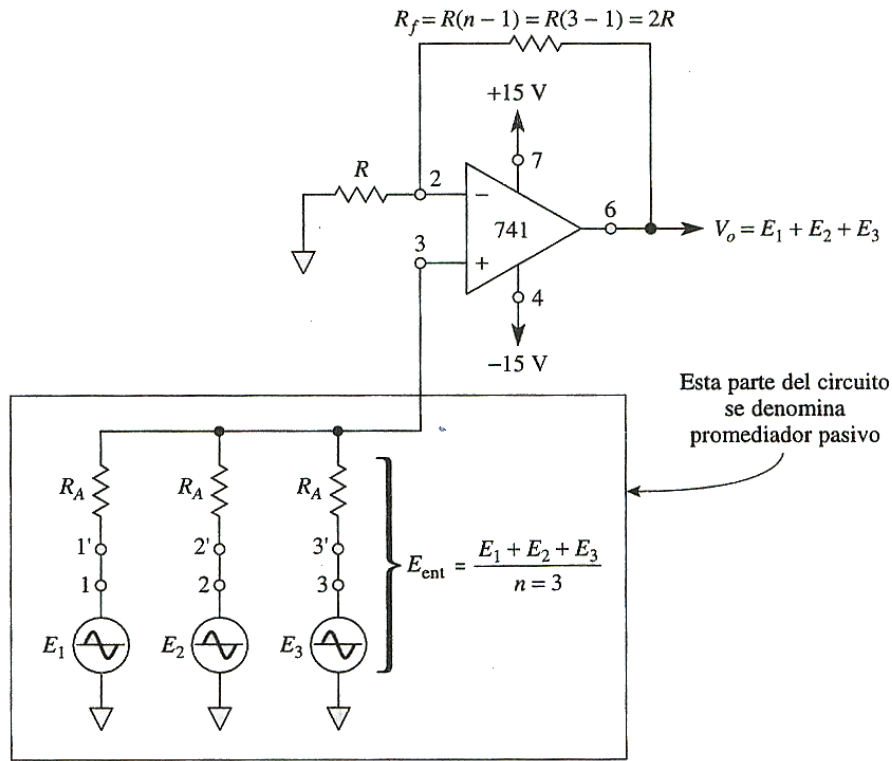 R_f = R(n − 1) = R(3 − 1) = 2R
+15 V
7
R
2
−
741
6
V_o = E_1 + E_2 + E_3
3
+
4
−15 V
Esta parte del circuito
se denomina
promediador pasivo
R_A
R_A
R_A
1'
2'
3'
E_ent = (E_1 + E_2 + E_3) / (n = 3)
1
2
3
E_1
E_2
E_3